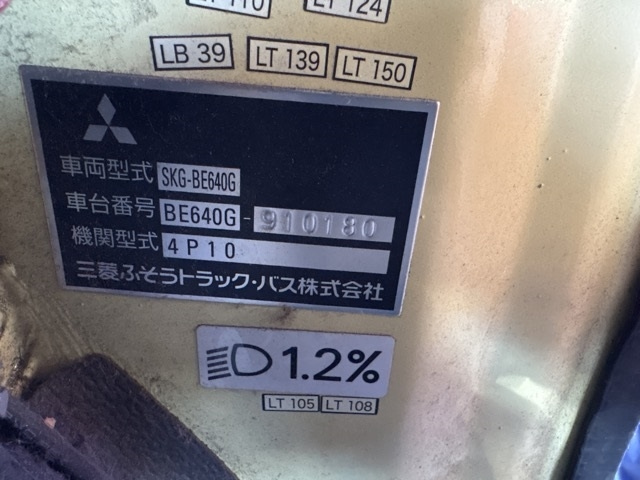 LT 124
LB 39 LT 139 LT 150
車両型式 SKG-BE640G
車台番号 BE640G-910180
機関型式 4P10
三菱ふそうトラック・バス株式会社
1.2%
LT 105 LT 108